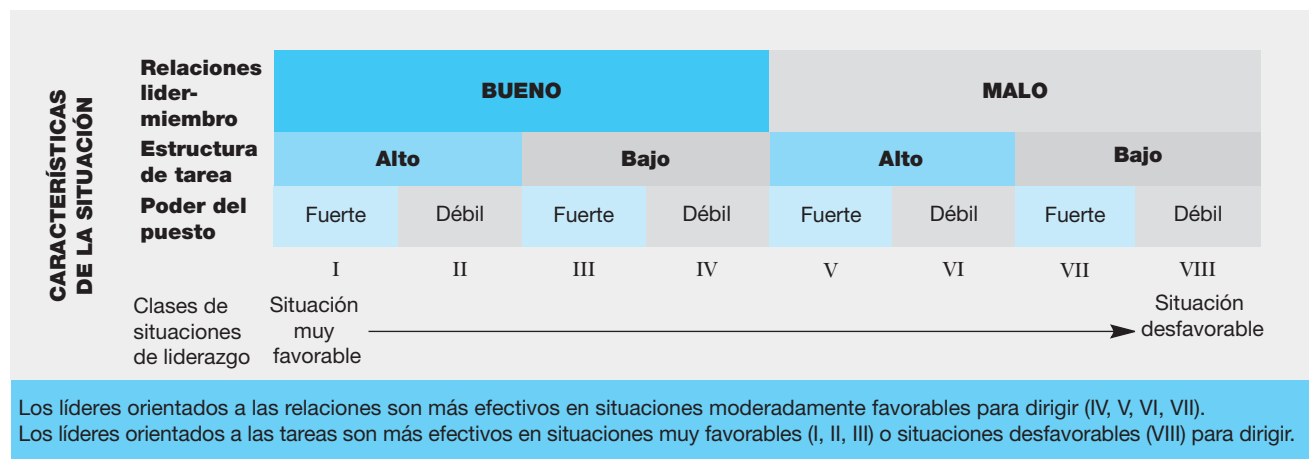 CARACTERÍSTICAS
DE LA SITUACIÓN
Relaciones
lider-
miembro
BUENO
MALO
Estructura
de tarea
Alto
Bajo
Alto
Bajo
Poder del
puesto
Fuerte
Débil
Fuerte
Débil
Fuerte
Débil
Fuerte
Débil
I
II
III
IV
V
VI
VII
VIII
Clases de
situaciones
de liderazgo
Situación
muy
favorable
Situación
desfavorable
Los líderes orientados a las relaciones son más efectivos en situaciones moderadamente favorables para dirigir (IV, V, VI, VII).
Los líderes orientados a las tareas son más efectivos en situaciones muy favorables (I, II, III) o situaciones desfavorables (VIII) para dirigir.